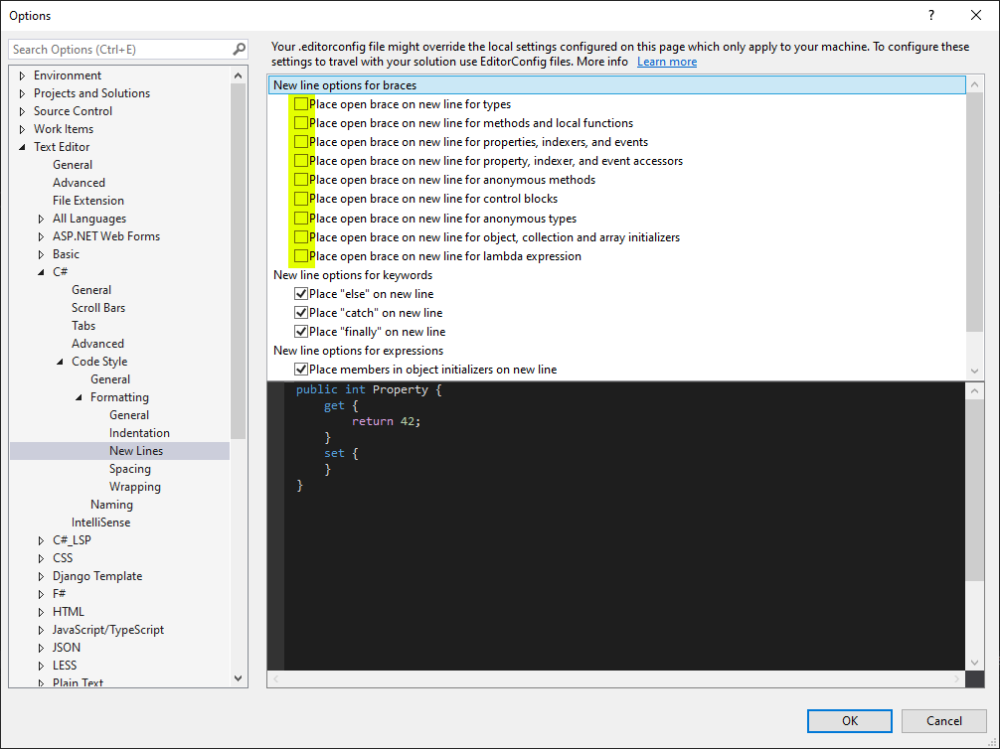 Options
?
Search Options (Ctrl+E)
Environment
Projects and Solutions
Source Control
Work Items
Text Editor
General
Advanced
File Extension
All Languages
ASP.NET Web Forms
Basic
C#
General
Scroll Bars
Tabs
Advanced
Code Style
General
Formatting
General
Indentation
New Lines
Spacing
Wrapping
Naming
IntelliSense
C#_LSP
CSS
Django Template
F#
HTML
JavaScript/TypeScript
JSON
LESS
Plain Text
Your .editorconfig file might override the local settings configured on this page which only apply to your machine. To configure these
settings to travel with your solution use EditorConfig files. More info Learn more
New line options for braces
Place open brace on new line for types
Place open brace on new line for methods and local functions
Place open brace on new line for properties, indexers, and events
Place open brace on new line for property, indexer, and event accessors
Place open brace on new line for anonymous methods
Place open brace on new line for control blocks
Place open brace on new line for anonymous types
Place open brace on new line for object, collection and array initializers
Place open brace on new line for lambda expression
New line options for keywords
Place "else" on new line
Place "catch" on new line
Place "finally" on new line
New line options for expressions
Place members in object initializers on new line
public int Property {
get {
return 42;
}
set {
}
}
OK
Cancel